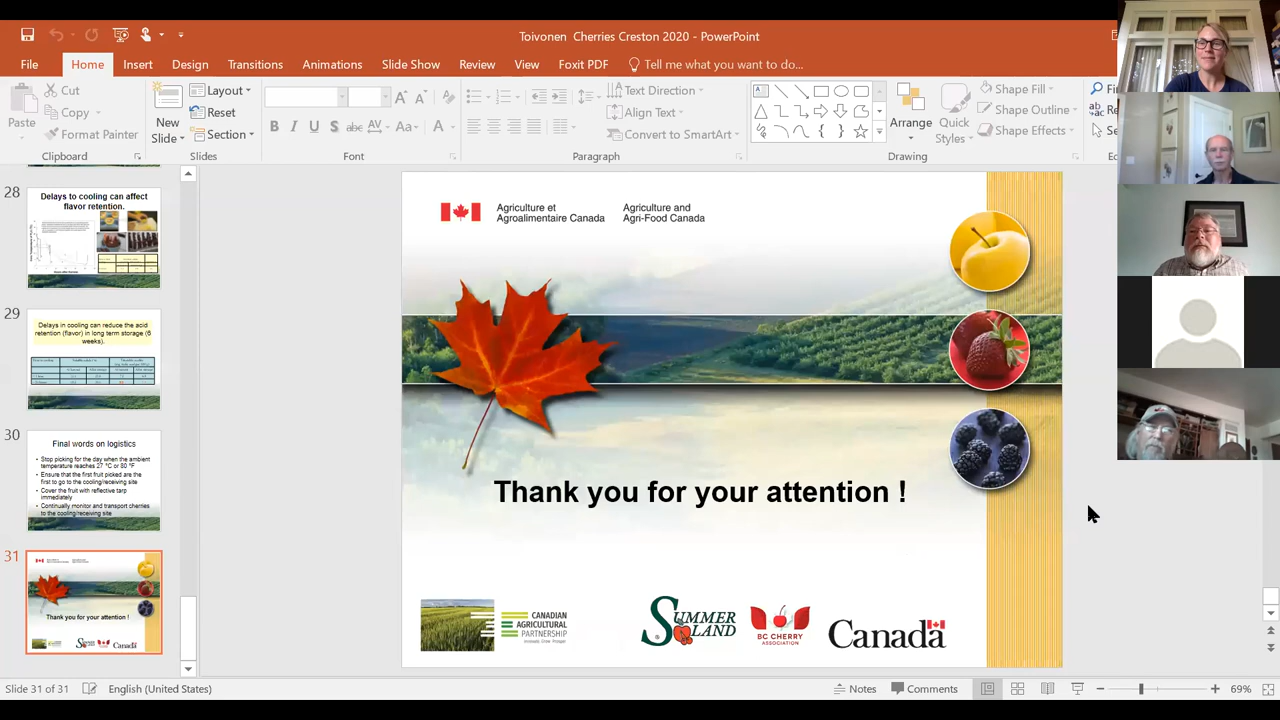 Toivonen Cherries Creston 2020 - PowerPoint
File
Home
Insert
Design
Transitions
Animations
Slide Show
Review
View
Foxit PDF
Tell me what you want to do...
Paste
Cut
Copy
Format Painter
Clipboard
New
Slide
Layout
Reset
Section
Slides
Font
Text Direction
Align Text
Convert to SmartArt
Paragraph
Arrange
Quick
Styles
Shape Fill
Shape Outline
Shape Effects
Drawing
28
Delays to cooling can affect
flavor retention.
29
Delays in cooling can reduce the acid
retention (flavor) in long term storage (6
weeks).
30
Final words on logistics
• Stop picking for the day when the ambient
temperature reaches 27 °C or 80 °F
• Ensure that the first fruit picked are the
first to go to the cooling/receiving site
• Cover the fruit with reflective tarp
immediately
• Continually monitor and transport cherries
to the cooling/receiving site
31
Thank you for your attention !
Canada
Agriculture et
Agroalimentaire Canada
Agriculture and
Agri-Food Canada
Thank you for your attention !
CANADIAN
AGRICULTURAL
PARTNERSHIP
SUMMER
LAND
BC CHERRY
ASSOCIATION
Canada
Slide 31 of 31
English (United States)
Notes
Comments
69%